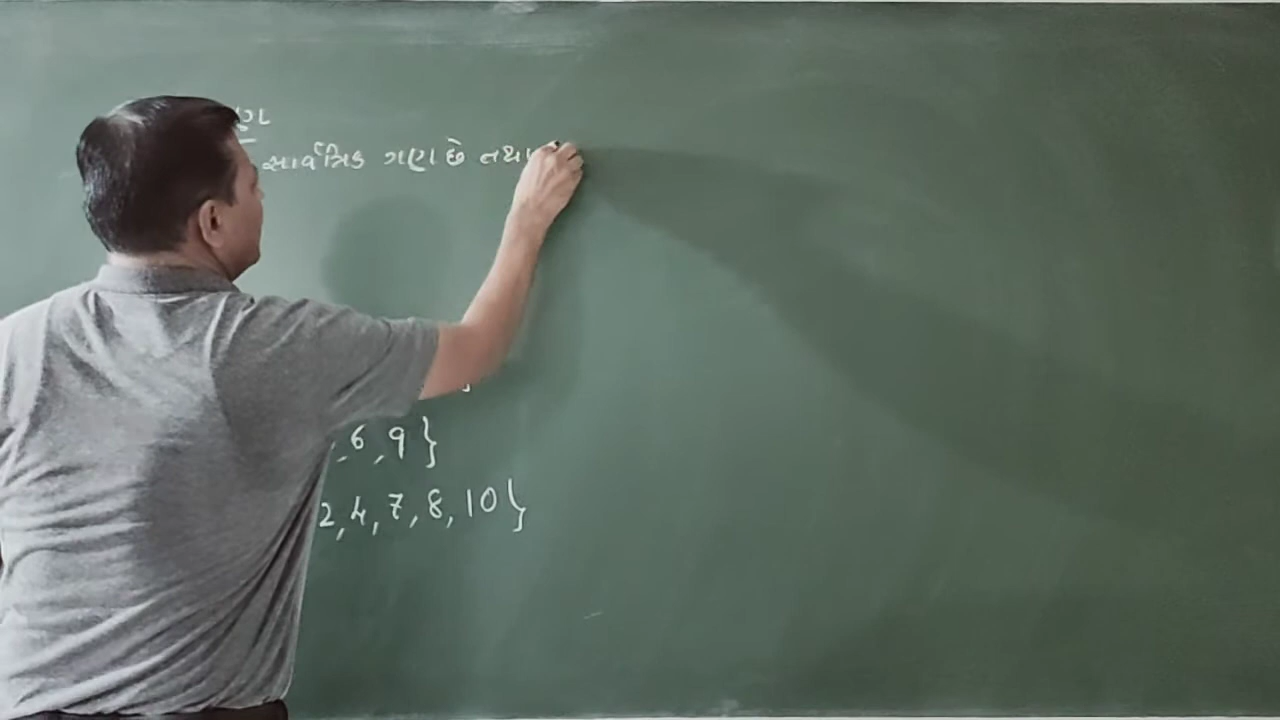 સાર્વત્રિક ગણ છે તથા
, 6, 9 }
2, 4, 7, 8, 10 }